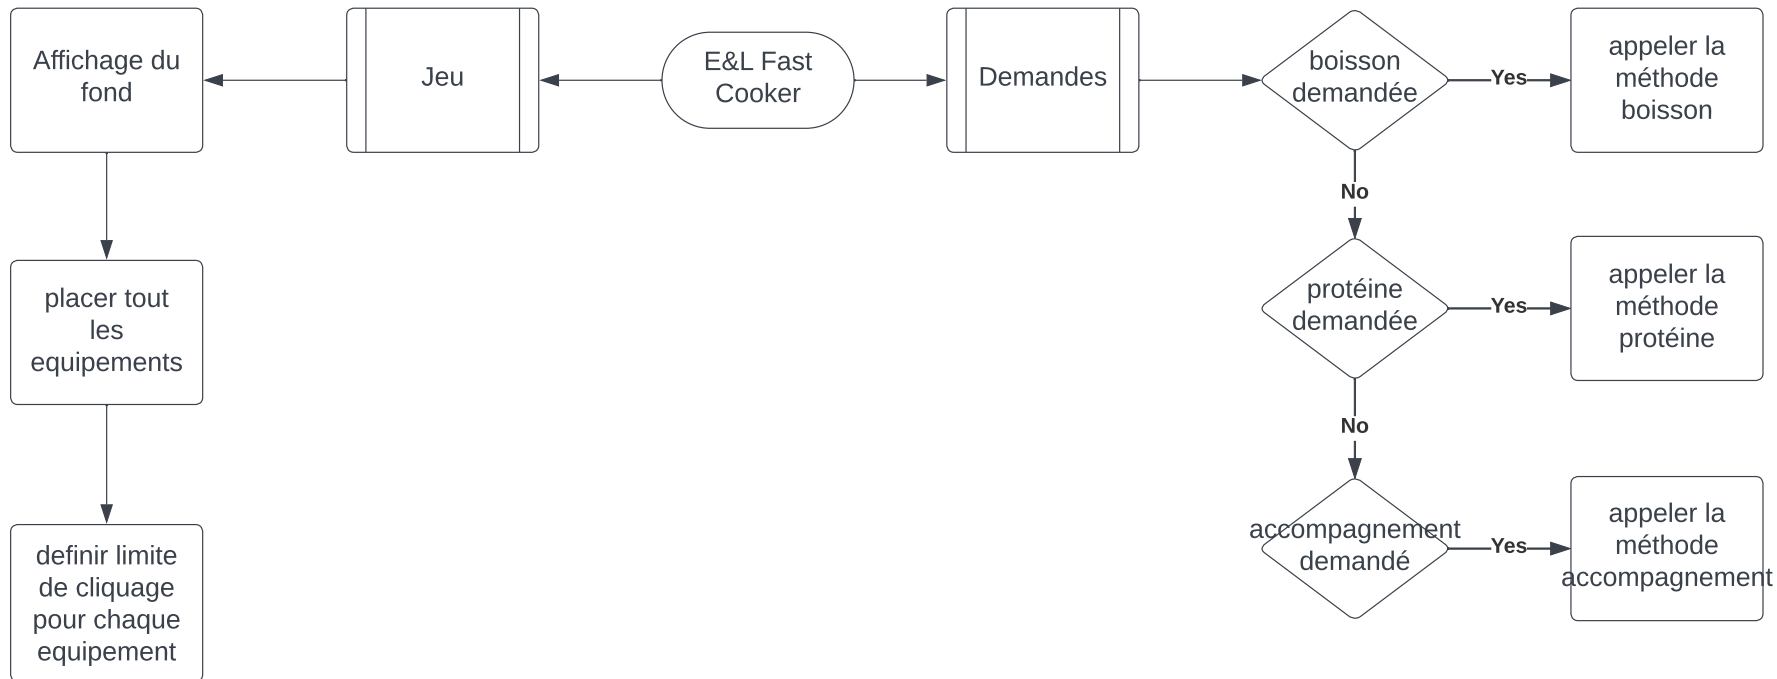 Affichage du
fond
Jeu
E&L Fast
Cooker
Demandes
boisson
demandée
Yes
appeler la
méthode
boisson
No
placer tout
les
equipements
protéine
demandée
Yes
appeler la
méthode
protéine
No
definir limite
de cliquage
pour chaque
equipement
accompagnement
demandé
Yes
appeler la
méthode
accompagnement